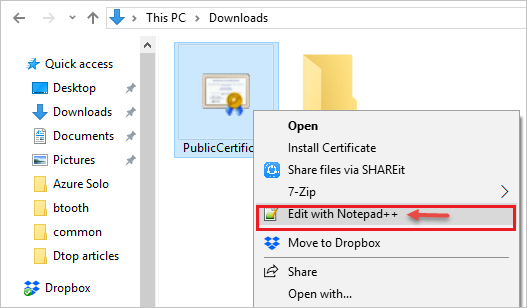 This PC > Downloads
Quick access
Desktop
Downloads
Documents
Pictures
Azure Solo
btooth
common
Dtop articles
Dropbox
PublicCertific
Open
Install Certificate
Share files via SHAREit
7-Zip
Edit with Notepad++
Move to Dropbox
Share
Open with...